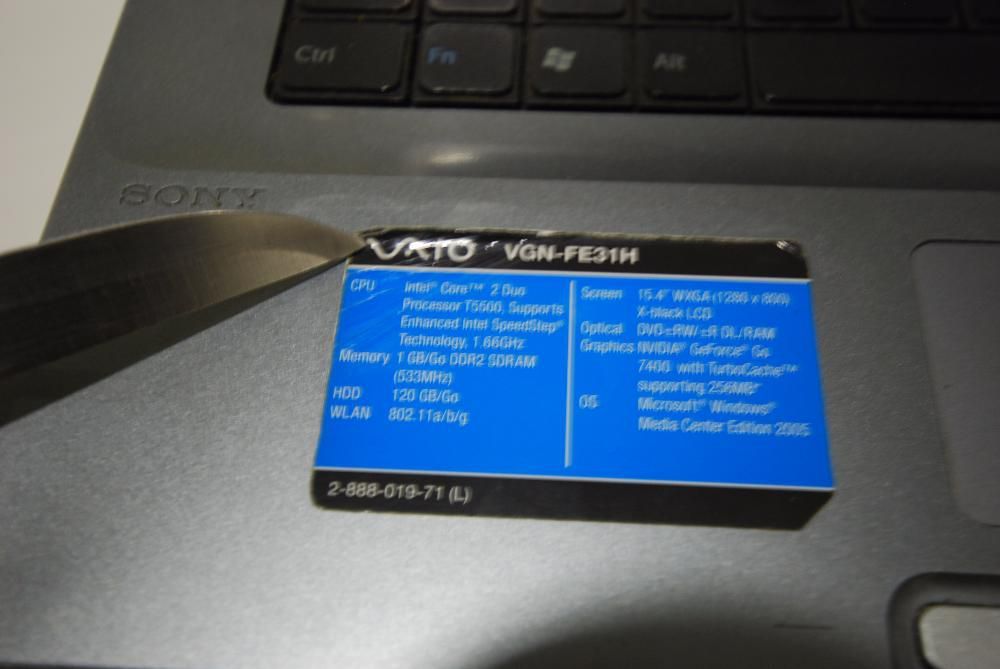 Ctrl Fn Alt
SONY
VAIO VGN-FE31H
CPU Intel® Core™ 2 Duo
Processor T5500, Supports
Enhanced Intel SpeedStep®
Technology, 1.66GHz
Memory 1 GB/Go DDR2 SDRAM
(533MHz)
HDD 120 GB/Go
WLAN 802.11a/b/g
Screen 15.4" WXGA (1280 x 800)
X-black LCD
Optical DVD±RW/±R DL/RAM
Graphics NVIDIA® GeForce® Go
7400 with TurboCache™
supporting 256MB*
OS Microsoft® Windows®
Media Center Edition 2005
2-888-019-71 (L)